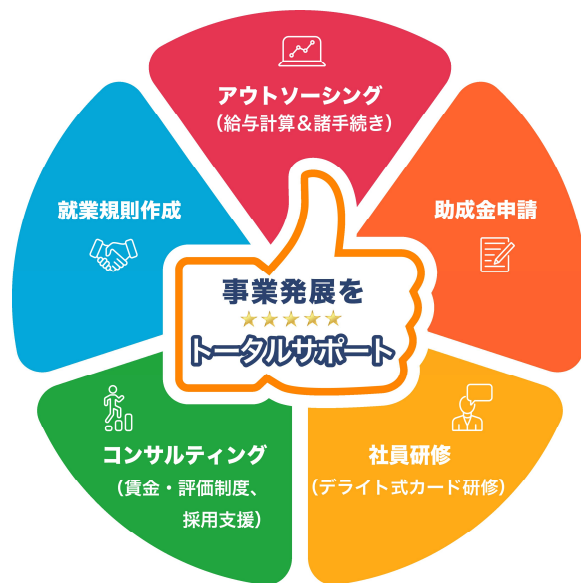 アウトソーシング
（給与計算＆諸手続き）
就業規則作成
助成金申請
事業発展を
トータルサポート
コンサルティング
（賃金・評価制度、
採用支援）
社員研修
（デライト式カード研修）